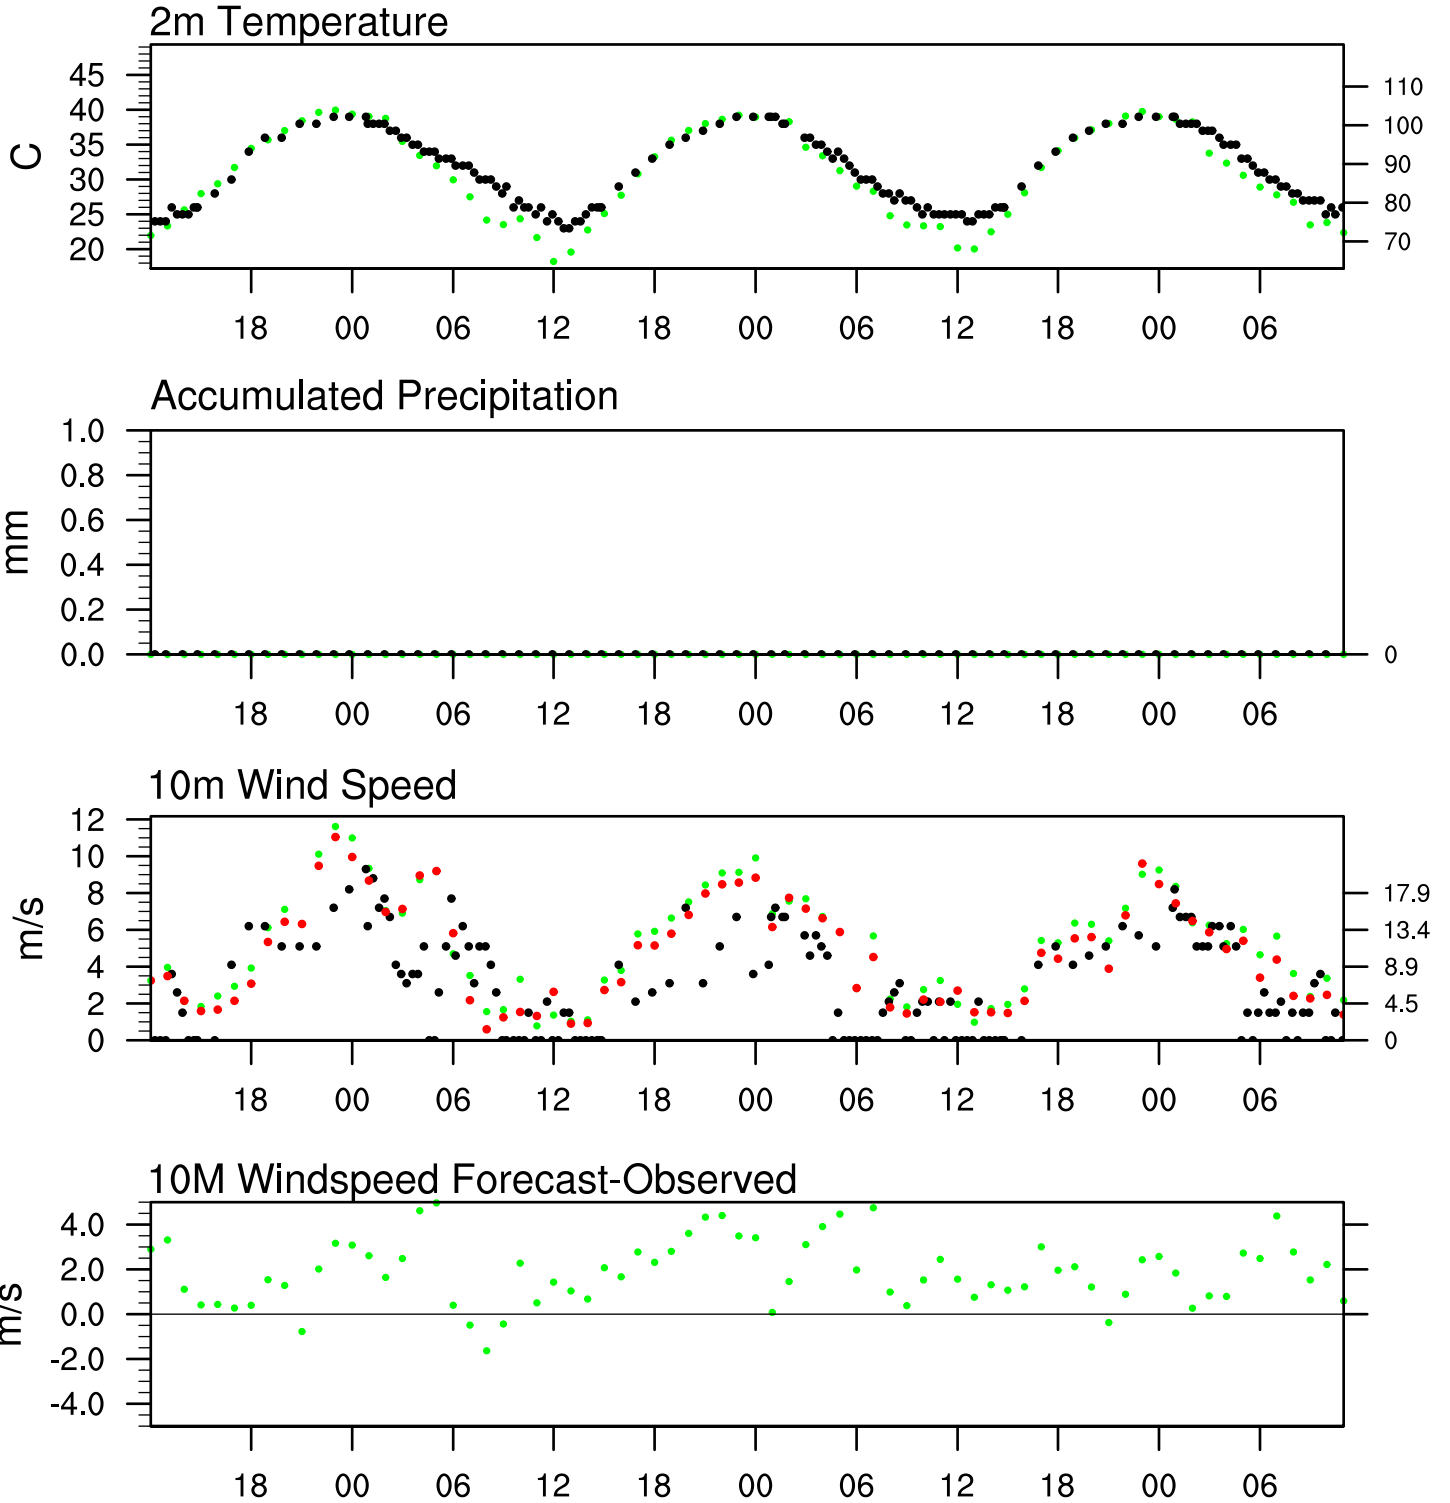 2m Temperature
45
40
35
30
25
20
C
110
100
90
80
70
18 00 06 12 18 00 06 12 18 00 06
Accumulated Precipitation
1.0
0.8
0.6
0.4
0.2
0.0
mm
0
18 00 06 12 18 00 06 12 18 00 06
10m Wind Speed
12
10
8
6
4
2
0
m/s
17.9
13.4
8.9
4.5
0
18 00 06 12 18 00 06 12 18 00 06
10M Windspeed Forecast-Observed
4.0
2.0
0.0
-2.0
-4.0
m/s
18 00 06 12 18 00 06 12 18 00 06